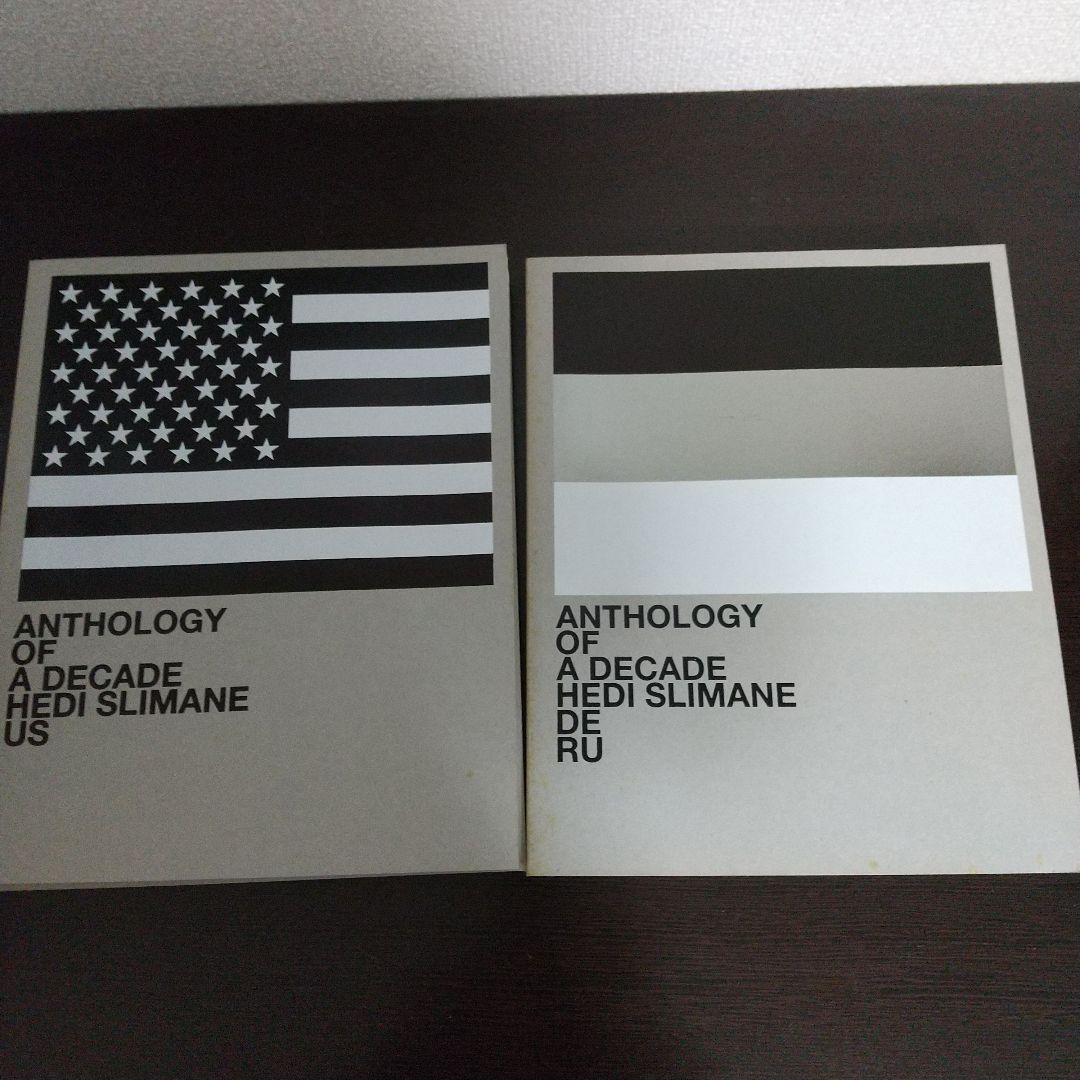 ANTHOLOGY
OF
A DECADE
HEDI SLIMANE
US
ANTHOLOGY
OF
A DECADE
HEDI SLIMANE
DE
RU